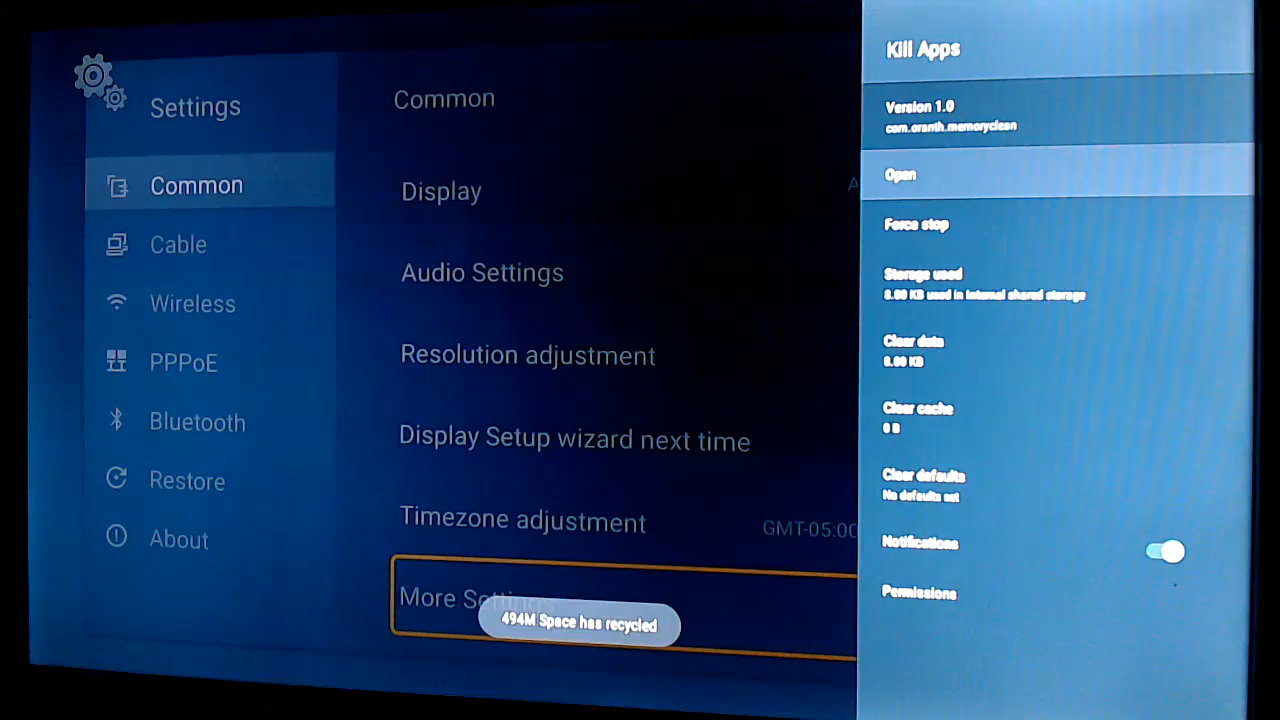 Settings
Common
Cable
Wireless
PPPoE
Bluetooth
Restore
About
Common
Display
A
Audio Settings
Resolution adjustment
Display Setup wizard next time
Timezone adjustment
GMT-05:00
More Settings
494M Space has recycled
Kill Apps
Version 1.0
com.oranth.memoryclean
Open
Force stop
Storage used
8.00 KB used in Internal shared storage
Clear data
8.00 KB
Clear cache
0 B
Clear defaults
No defaults set
Notifications
Permissions